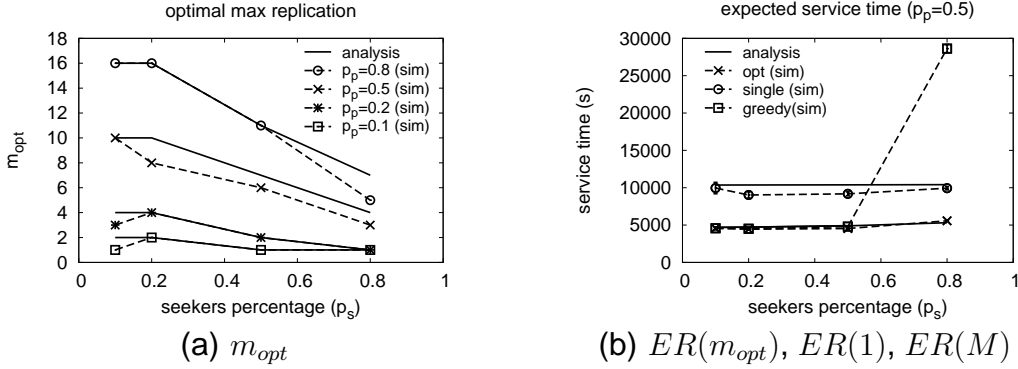 optimal max replication
18
16
14
12
10
8
6
4
2
0
m_opt
analysis
p_p=0.8 (sim)
p_p=0.5 (sim)
p_p=0.2 (sim)
p_p=0.1 (sim)
0 0.2 0.4 0.6 0.8 1
seekers percentage (p_s)
(a) m_opt
expected service time (p_p=0.5)
30000
25000
20000
15000
10000
5000
0
service time (s)
analysis
opt (sim)
single (sim)
greedy(sim)
0 0.2 0.4 0.6 0.8 1
seekers percentage (p_s)
(b) ER(m_opt), ER(1), ER(M)